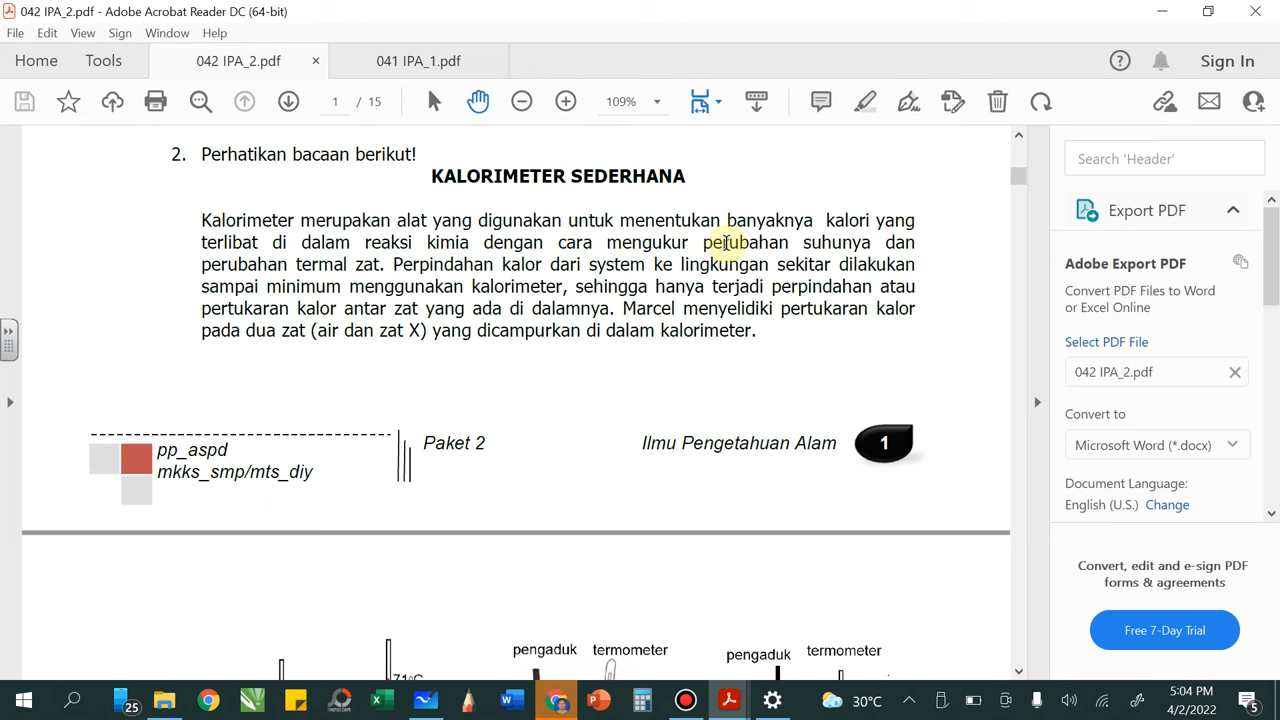 042 IPA_2.pdf - Adobe Acrobat Reader DC (64-bit)
File Edit View Sign Window Help
Home Tools 042 IPA_2.pdf × 041 IPA_1.pdf Sign In
1 / 15 109%
2. Perhatikan bacaan berikut!
KALORIMETER SEDERHANA
Kalorimeter merupakan alat yang digunakan untuk menentukan banyaknya kalori yang
terlibat di dalam reaksi kimia dengan cara mengukur perubahan suhunya dan
perubahan termal zat. Perpindahan kalor dari system ke lingkungan sekitar dilakukan
sampai minimum menggunakan kalorimeter, sehingga hanya terjadi perpindahan atau
pertukaran kalor antar zat yang ada di dalamnya. Marcel menyelidiki pertukaran kalor
pada dua zat (air dan zat X) yang dicampurkan di dalam kalorimeter.
pp_aspd
mkks_smp/mts_diy
Paket 2
Ilmu Pengetahuan Alam 1
pengaduk termometer
pengaduk termometer
71°C
Search 'Header'
Export PDF
Adobe Export PDF
Convert PDF Files to Word
or Excel Online
Select PDF File
042 IPA_2.pdf
Convert to
Microsoft Word (*.docx)
Document Language:
English (U.S.) Change
Convert, edit and e-sign PDF
forms & agreements
Free 7-Day Trial
25
30°C
5:04 PM
4/2/2022
5